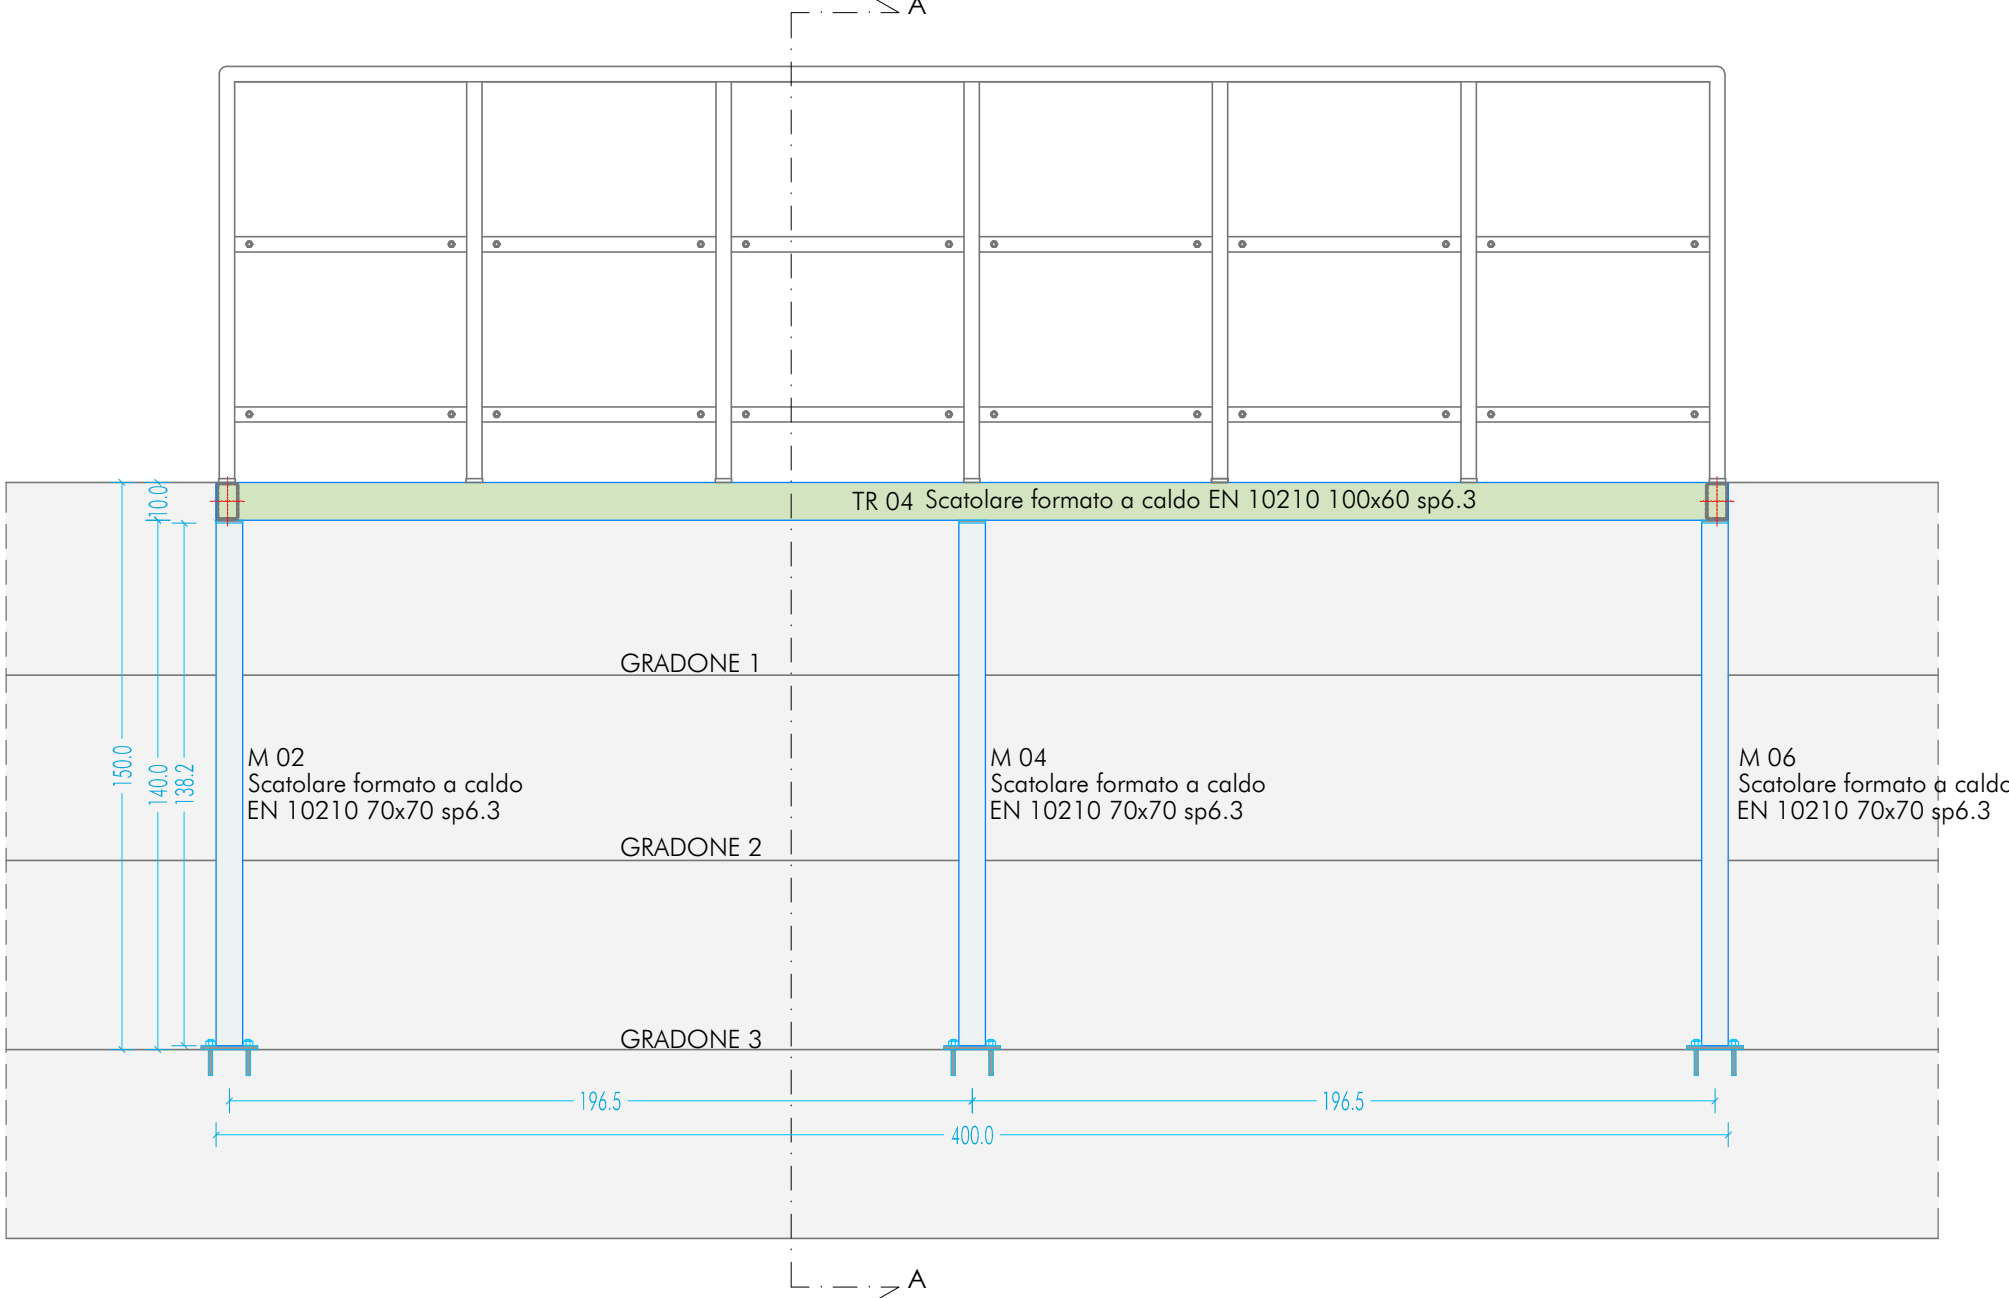 A
10.0
TR 04 Scatolare formato a caldo EN 10210 100x60 sp6.3
GRADONE 1
150.0
140.0
138.2
M 02
Scatolare formato a caldo
EN 10210 70x70 sp6.3
M 04
Scatolare formato a caldo
EN 10210 70x70 sp6.3
M 06
Scatolare formato a caldo
EN 10210 70x70 sp6.3
GRADONE 2
GRADONE 3
196.5
196.5
400.0
A